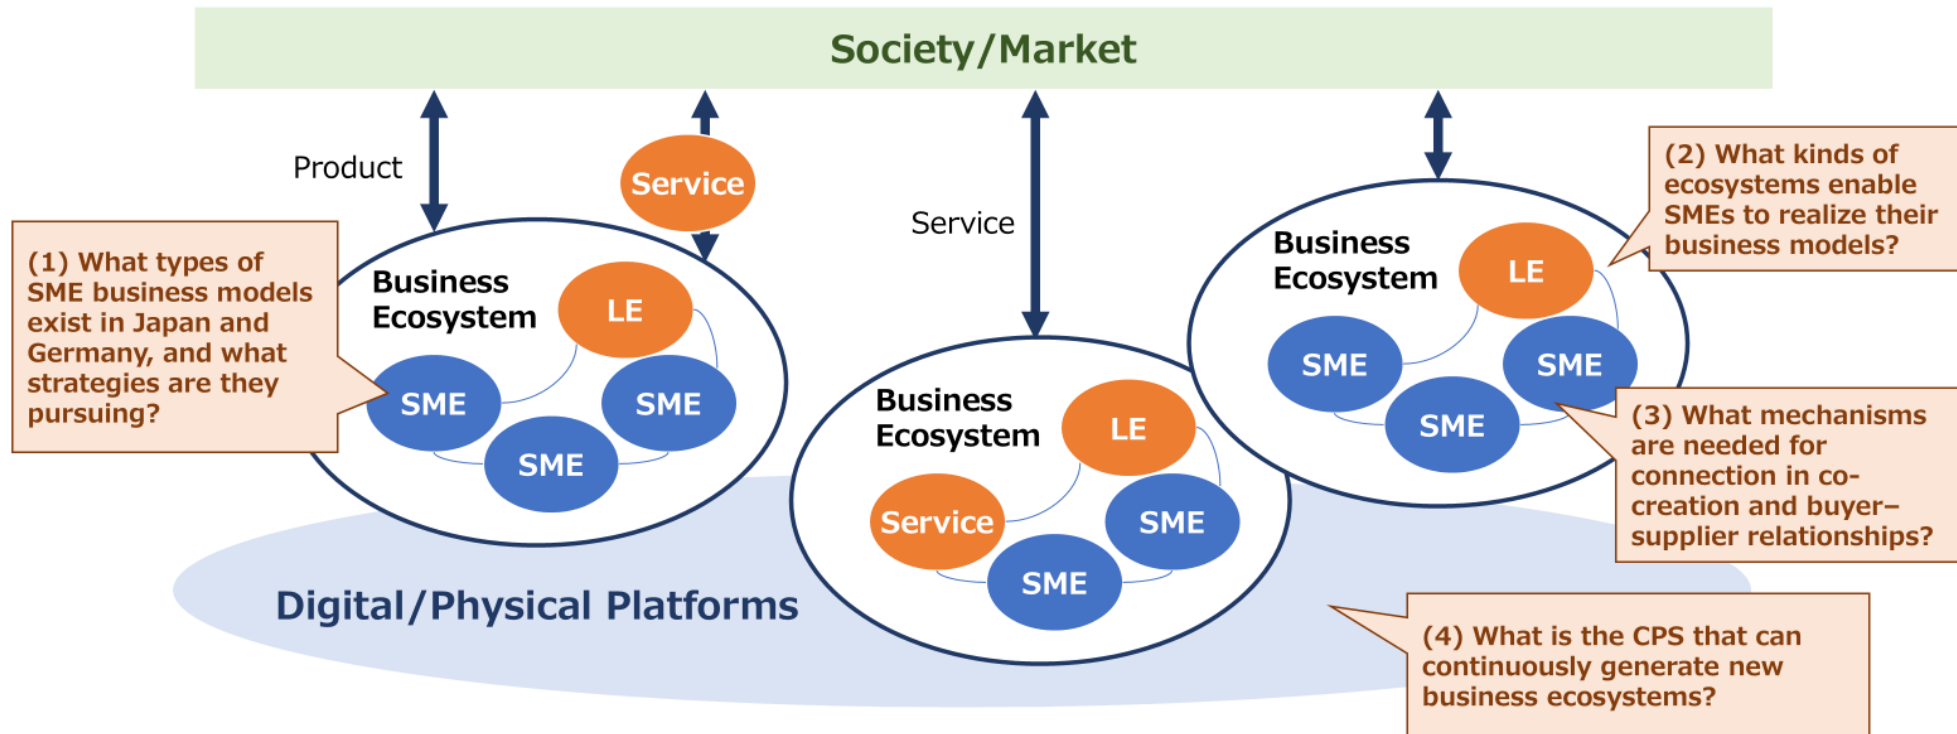 Society/Market
Product
Service
Service
(1) What types of
SME business models
exist in Japan and
Germany, and what
strategies are they
pursuing?
Business
Ecosystem
LE
SME
SME
SME
Business
Ecosystem
LE
Service
SME
SME
Business
Ecosystem
LE
SME
SME
SME
(2) What kinds of
ecosystems enable
SMEs to realize their
business models?
(3) What mechanisms
are needed for
connection in co-
creation and buyer–
supplier relationships?
Digital/Physical Platforms
(4) What is the CPS that can
continuously generate new
business ecosystems?